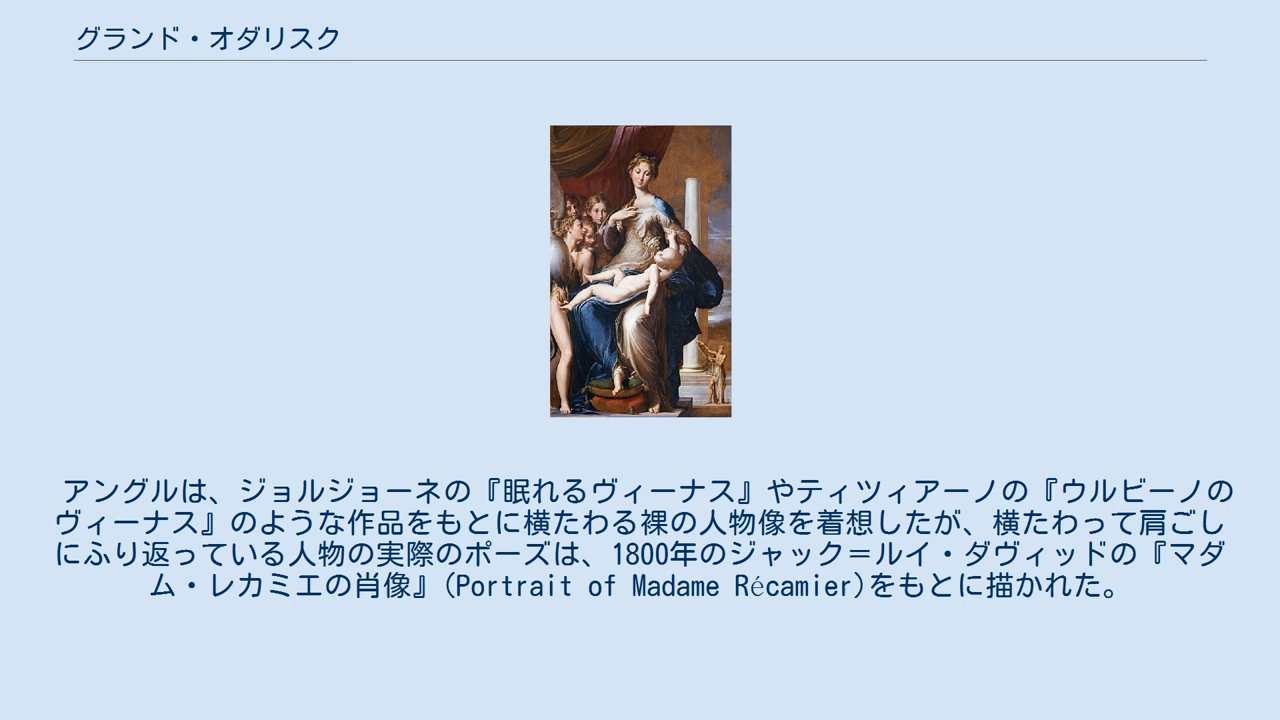 グランド・オダリスク
アングルは、ジョルジョーネの『眠れるヴィーナス』やティツィアーノの『ウルビーノの
ヴィーナス』のような作品をもとに横たわる裸の人物像を着想したが、横たわって肩ごし
にふり返っている人物の実際のポーズは、1800年のジャック＝ルイ・ダヴィッドの『マダ
ム・レカミエの肖像』(Portrait of Madame Récamier)をもとに描かれた。